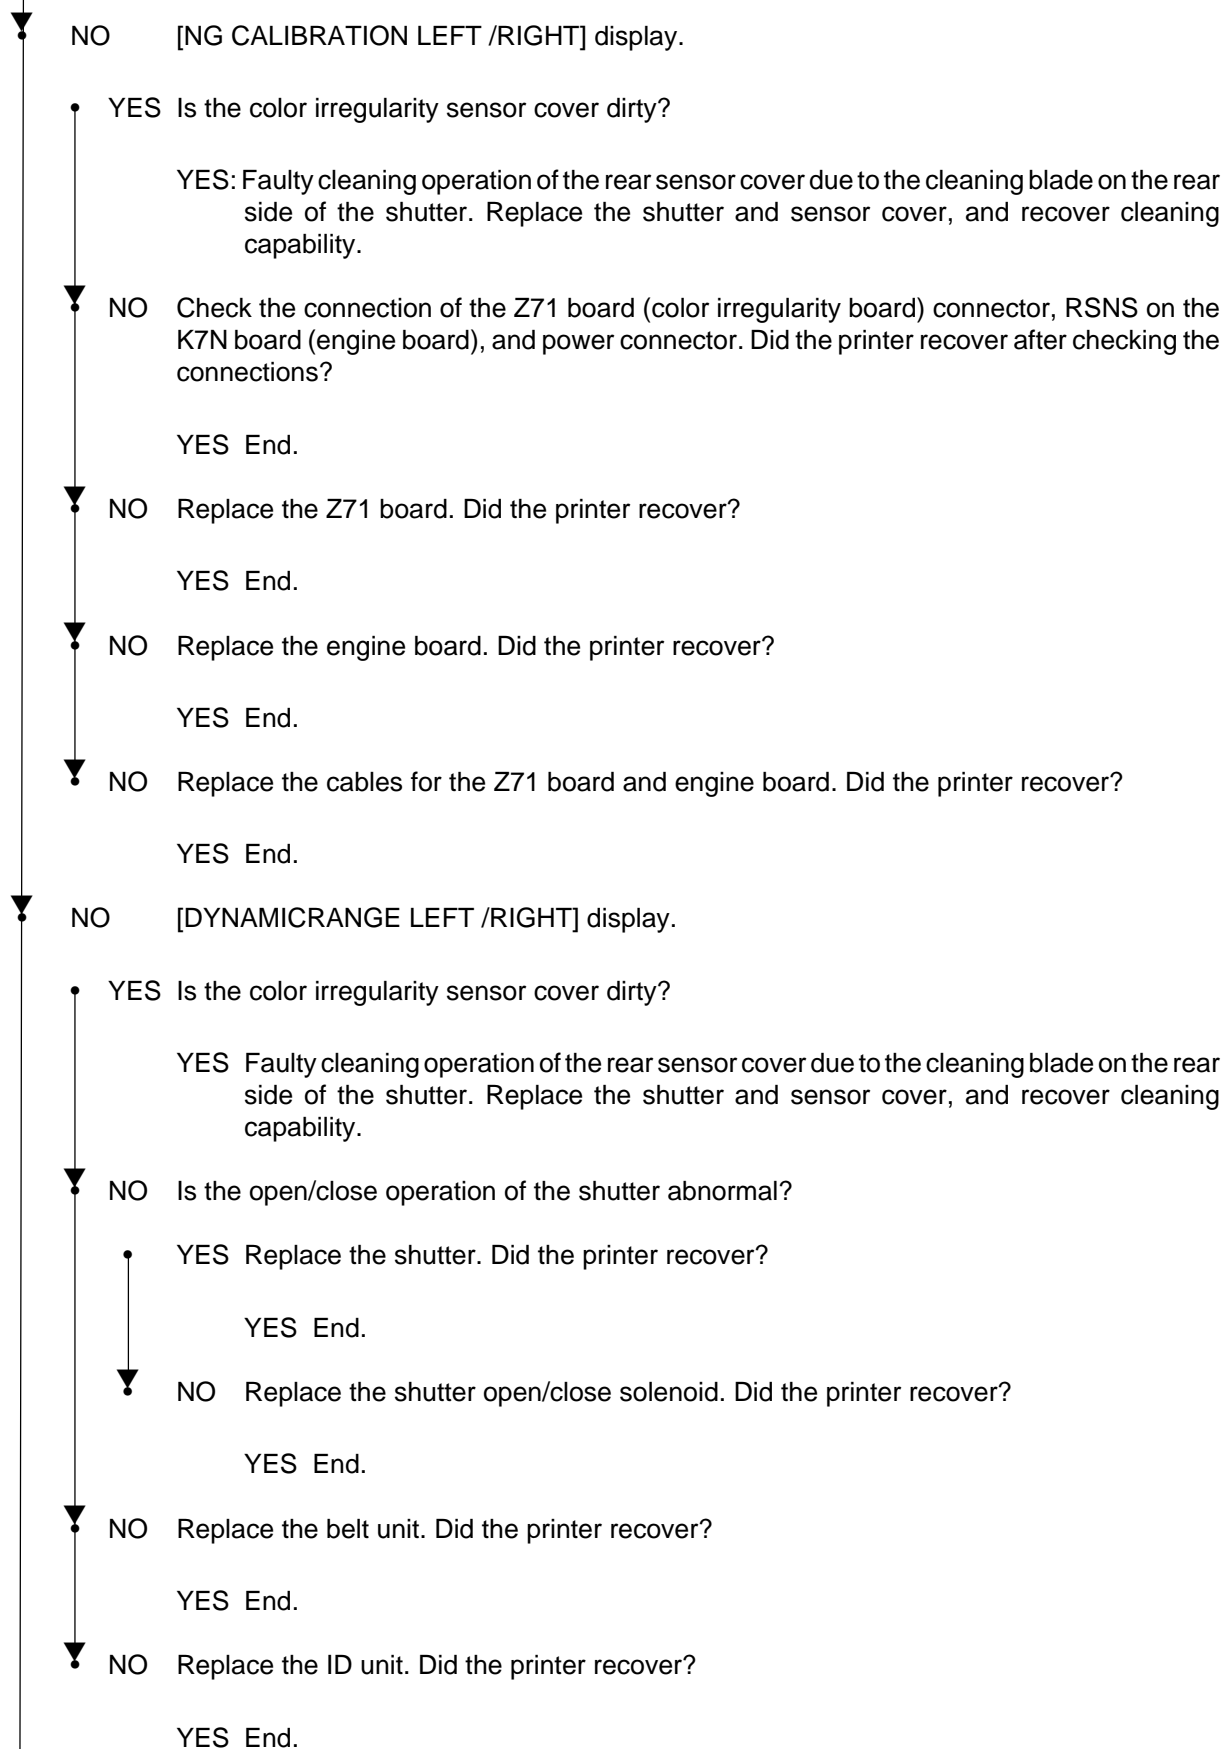 NO [NG CALIBRATION LEFT /RIGHT] display.
YES Is the color irregularity sensor cover dirty?
YES: Faulty cleaning operation of the rear sensor cover due to the cleaning blade on the rear
side of the shutter. Replace the shutter and sensor cover, and recover cleaning
capability.
NO Check the connection of the Z71 board (color irregularity board) connector, RSNS on the
K7N board (engine board), and power connector. Did the printer recover after checking the
connections?
YES End.
NO Replace the Z71 board. Did the printer recover?
YES End.
NO Replace the engine board. Did the printer recover?
YES End.
NO Replace the cables for the Z71 board and engine board. Did the printer recover?
YES End.
NO [DYNAMICRANGE LEFT /RIGHT] display.
YES Is the color irregularity sensor cover dirty?
YES Faulty cleaning operation of the rear sensor cover due to the cleaning blade on the rear
side of the shutter. Replace the shutter and sensor cover, and recover cleaning
capability.
NO Is the open/close operation of the shutter abnormal?
YES Replace the shutter. Did the printer recover?
YES End.
NO Replace the shutter open/close solenoid. Did the printer recover?
YES End.
NO Replace the belt unit. Did the printer recover?
YES End.
NO Replace the ID unit. Did the printer recover?
YES End.